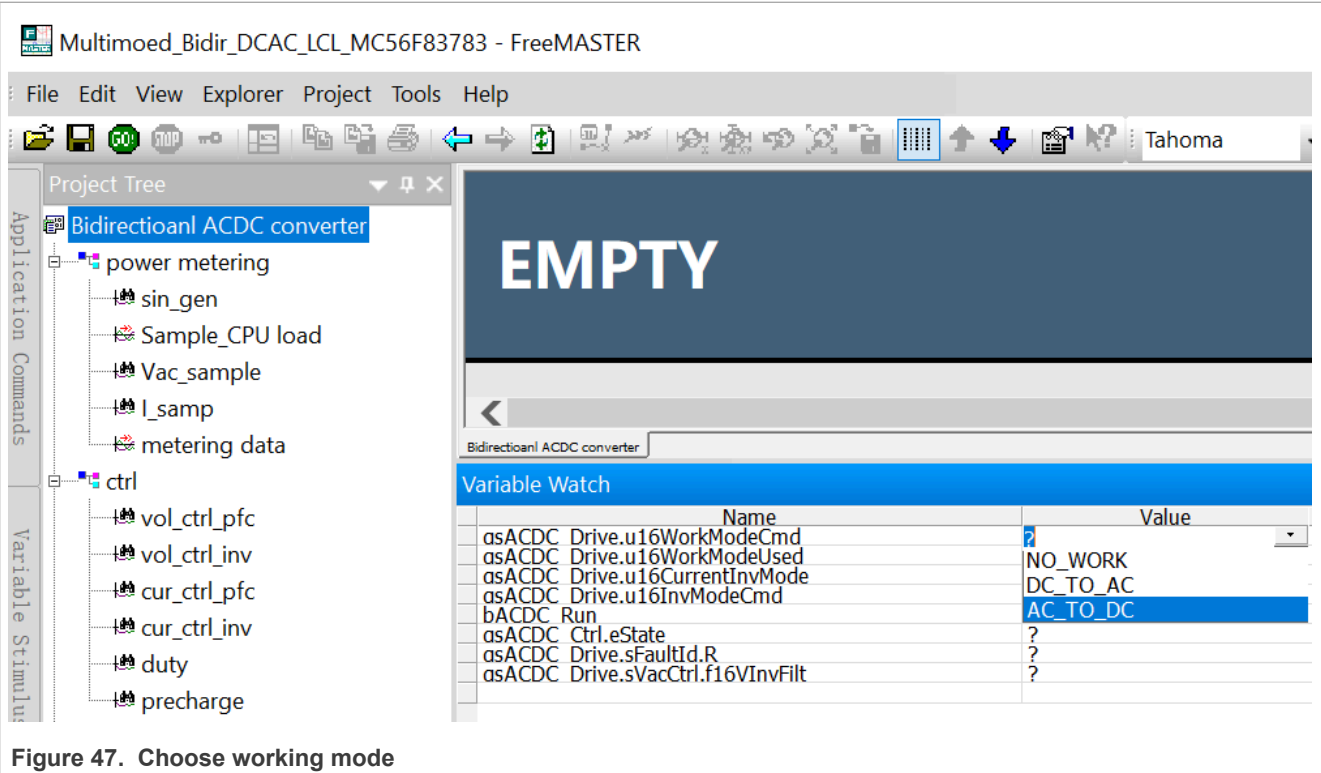 Multimoed_Bidir_DCAC_LCL_MC56F83783 - FreeMASTER
File Edit View Explorer Project Tools Help
GO! STOP Tahoma
Application Commands
Variable Stimulus
Project Tree
Bidirectioanl ACDC converter
power metering
sin_gen
Sample_CPU load
Vac_sample
I_samp
metering data
ctrl
vol_ctrl_pfc
vol_ctrl_inv
cur_ctrl_pfc
cur_ctrl_inv
duty
precharge
EMPTY
Bidirectioanl ACDC converter
Variable Watch
Name Value
gsACDC_Drive.u16WorkModeCmd ?
gsACDC_Drive.u16WorkModeUsed
gsACDC_Drive.u16CurrentInvMode
gsACDC_Drive.u16InvModeCmd
bACDC_Run
NO_WORK
DC_TO_AC
AC_TO_DC
gsACDC_Ctrl.eState ?
gsACDC_Drive.sFaultId.R ?
gsACDC_Drive.sVacCtrl.f16VInvFilt ?
Figure 47. Choose working mode